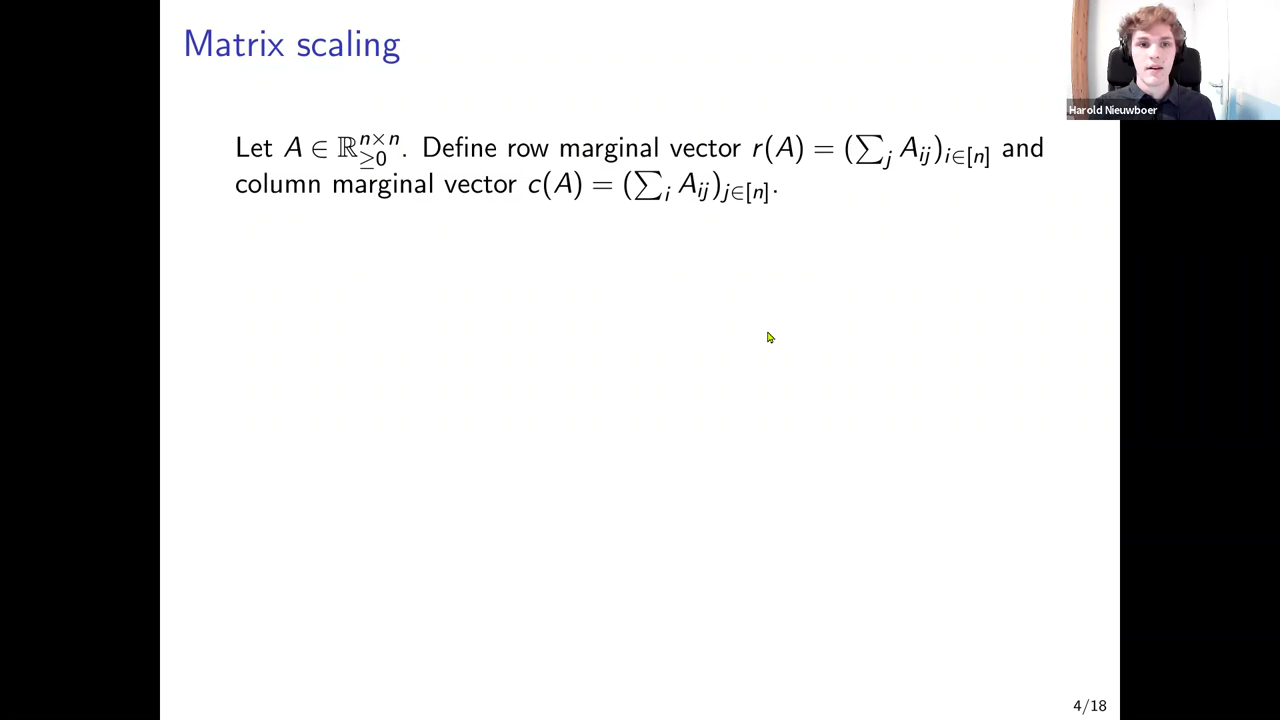 Matrix scaling
Harold Nieuwboer
Let A ∈ ℝ^{n×n}_{≥0}. Define row marginal vector r(A) = (∑_j A_{ij})_{i∈[n]} and
column marginal vector c(A) = (∑_i A_{ij})_{j∈[n]}.
4/18